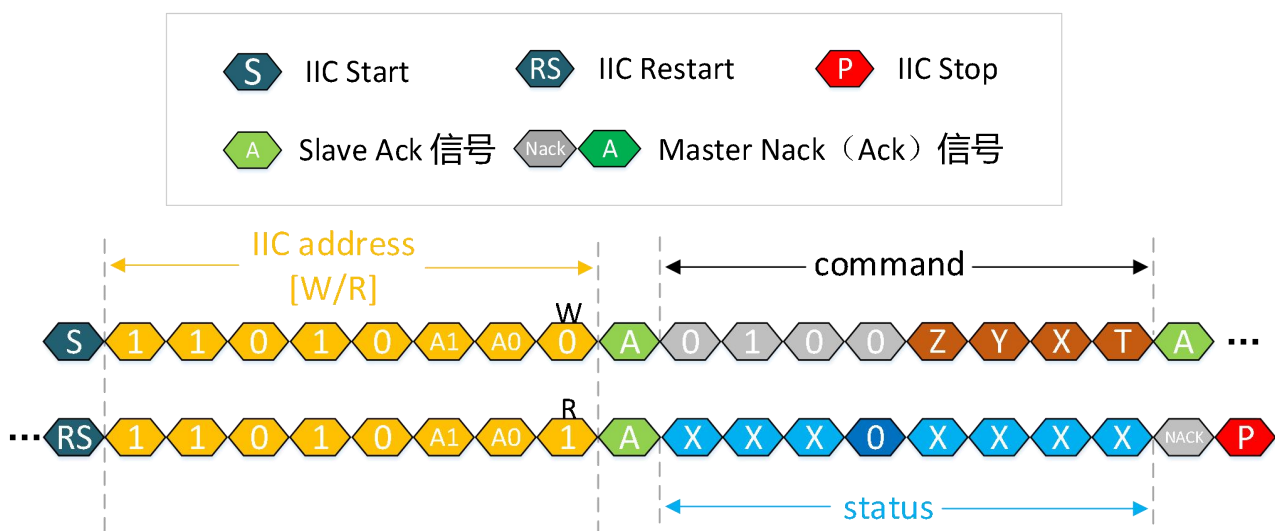 S IIC Start RS IIC Restart P IIC Stop
A Slave Ack 信号 Nack A Master Nack（Ack）信号
IIC address
[W/R]
command
W
S 1 1 0 1 0 A1 A0 0 A 0 1 0 0 Z Y X T A ...
R
... RS 1 1 0 1 0 A1 A0 1 A X X X 0 X X X X NACK P
status